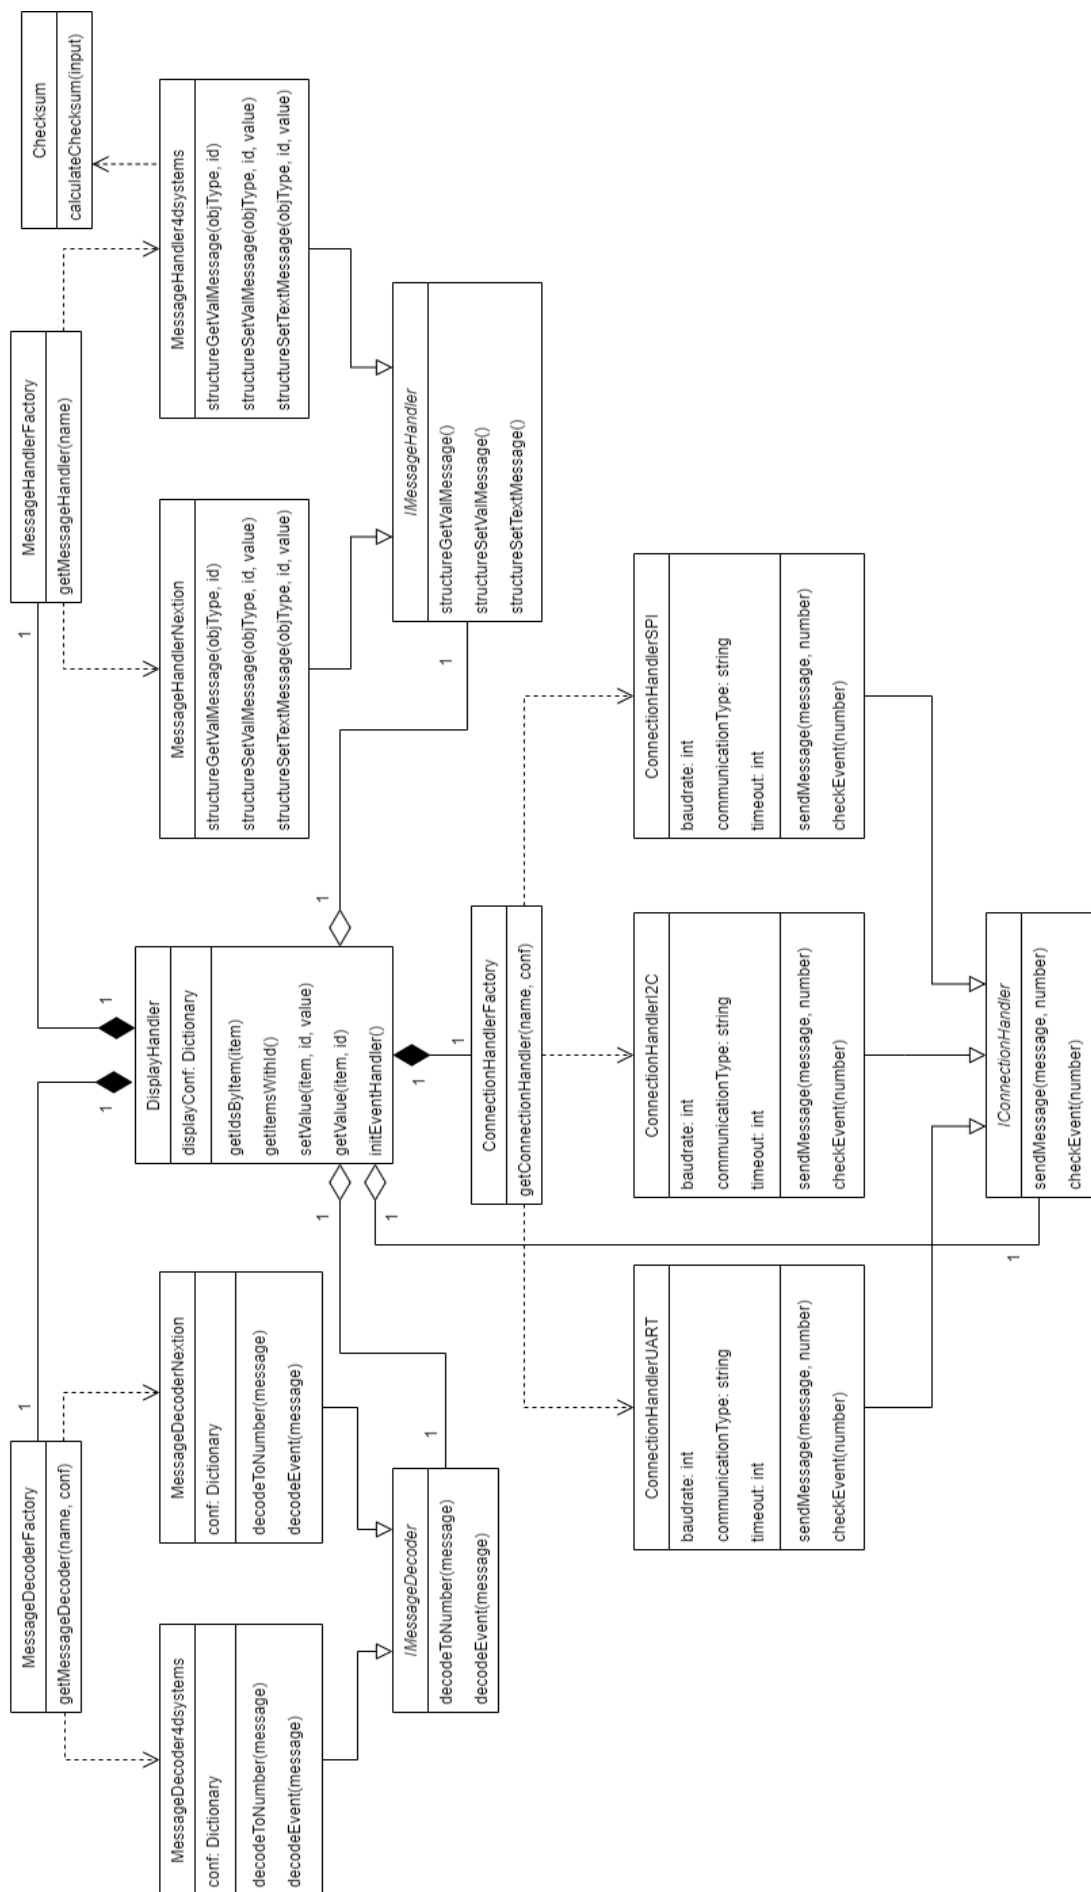 MessageDecoderFactory
getMessageDecoder(name, conf)
1
1
MessageHandlerFactory
getMessageHandler(name)
1
1
Checksum
calculateChecksum(input)
MessageDecoder4dsystems
conf: Dictionary
decodeToNumber(message)
decodeEvent(message)
MessageDecoderNextion
conf: Dictionary
decodeToNumber(message)
decodeEvent(message)
DisplayHandler
displayConf: Dictionary
getIdsByItem(item)
getItemsWithId()
setValue(item, id, value)
getValue(item, id)
initEventHandler()
MessageHandlerNextion
structureGetValMessage(objType, id)
structureSetValMessage(objType, id, value)
structureSetTextMessage(objType, id, value)
MessageHandler4dsystems
structureGetValMessage(objType, id)
structureSetValMessage(objType, id, value)
structureSetTextMessage(objType, id, value)
1
1
1
1
IMessageDecoder
decodeToNumber(message)
decodeEvent(message)
1
IMessageHandler
structureGetValMessage()
structureSetValMessage()
structureSetTextMessage()
1
1
ConnectionHandlerFactory
getConnectionHandler(name, conf)
ConnectionHandlerUART
baudrate: int
communicationType: string
timeout: int
sendMessage(message, number)
checkEvent(number)
ConnectionHandlerI2C
baudrate: int
communicationType: string
timeout: int
sendMessage(message, number)
checkEvent(number)
ConnectionHandlerSPI
baudrate: int
communicationType: string
timeout: int
sendMessage(message, number)
checkEvent(number)
1
IConnectionHandler
sendMessage(message, number)
checkEvent(number)